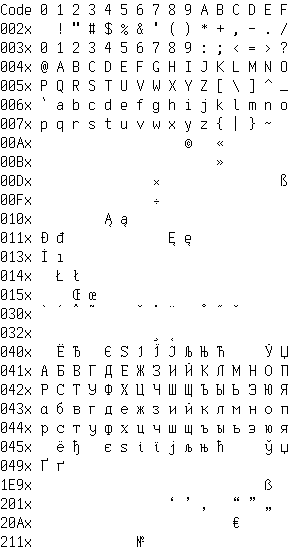 Code 0 1 2 3 4 5 6 7 8 9 A B C D E F
002x ! " # $ % & ' ( ) * + , - . /
003x 0 1 2 3 4 5 6 7 8 9 : ; < = > ?
004x @ A B C D E F G H I J K L M N O
005x P Q R S T U V W X Y Z [ \ ] ^ _
006x ` a b c d e f g h i j k l m n o
007x p q r s t u v w x y z { | } ~
00Ax © «
00Bx »
00Dx × ß
00Fx ÷
010x Ą ą
011x Đ đ Ę ę
013x İ ı
014x Ł ł
015x Œ œ
030x ̀ ́ ̂ ̃ ̆ ̇ ̈ ̊ ̋ ̌
032x ̧ ̨
040x Ё Ђ Є Ѕ І Ї Ј Љ Њ Ћ Ў Џ
041x А Б В Г Д Е Ж З И Й К Л М Н О П
042x Р С Т У Ф Х Ц Ч Ш Щ Ъ Ы Ь Э Ю Я
043x а б в г д е ж з и й к л м н о п
044x р с т у ф х ц ч ш щ ъ ы ь э ю я
045x ё ђ є ѕ і ї ј љ њ ћ ў џ
049x Ґ ґ
1E9x ẞ
201x ‘ ’ ‚ “ ” „
20Ax €
211x №